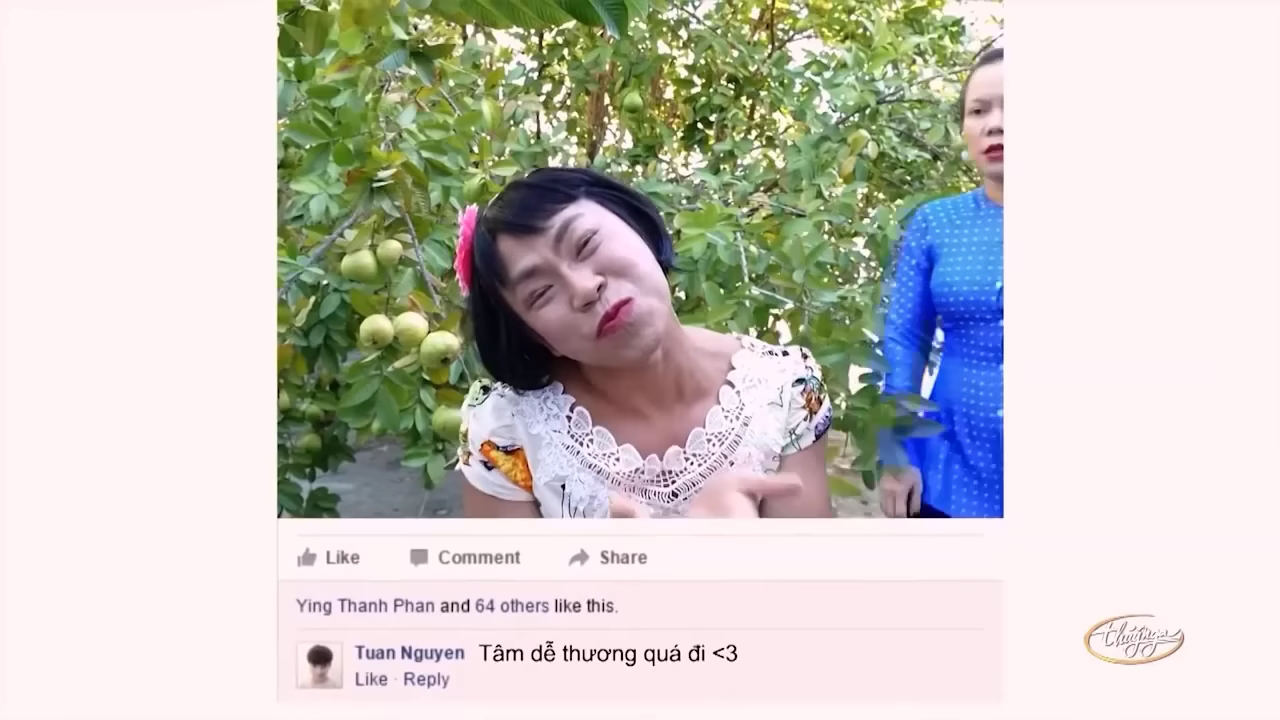 Like Comment Share
Ying Thanh Phan and 64 others like this.
Tuan Nguyen Tâm dễ thương quá đi <3
Like · Reply
thúynga